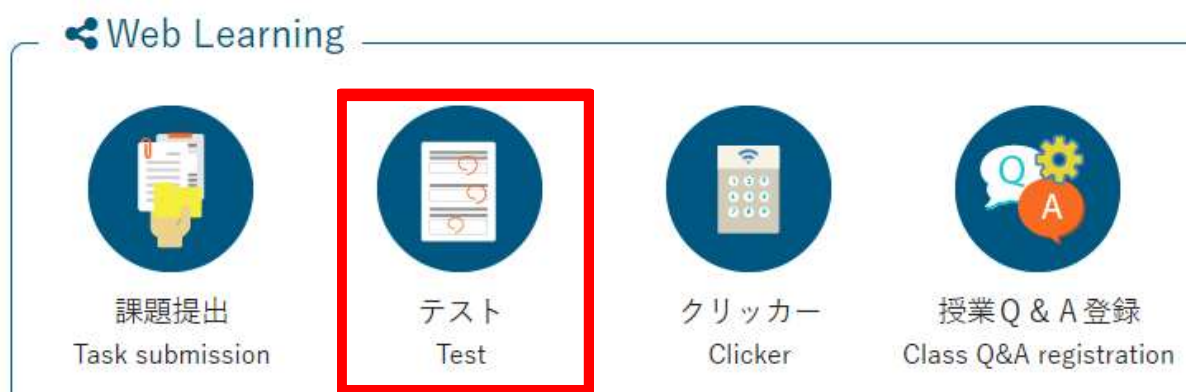 Web Learning
課題提出
Task submission
テスト
Test
クリッカー
Clicker
Q
A
授業Q & A登録
Class Q&A registration